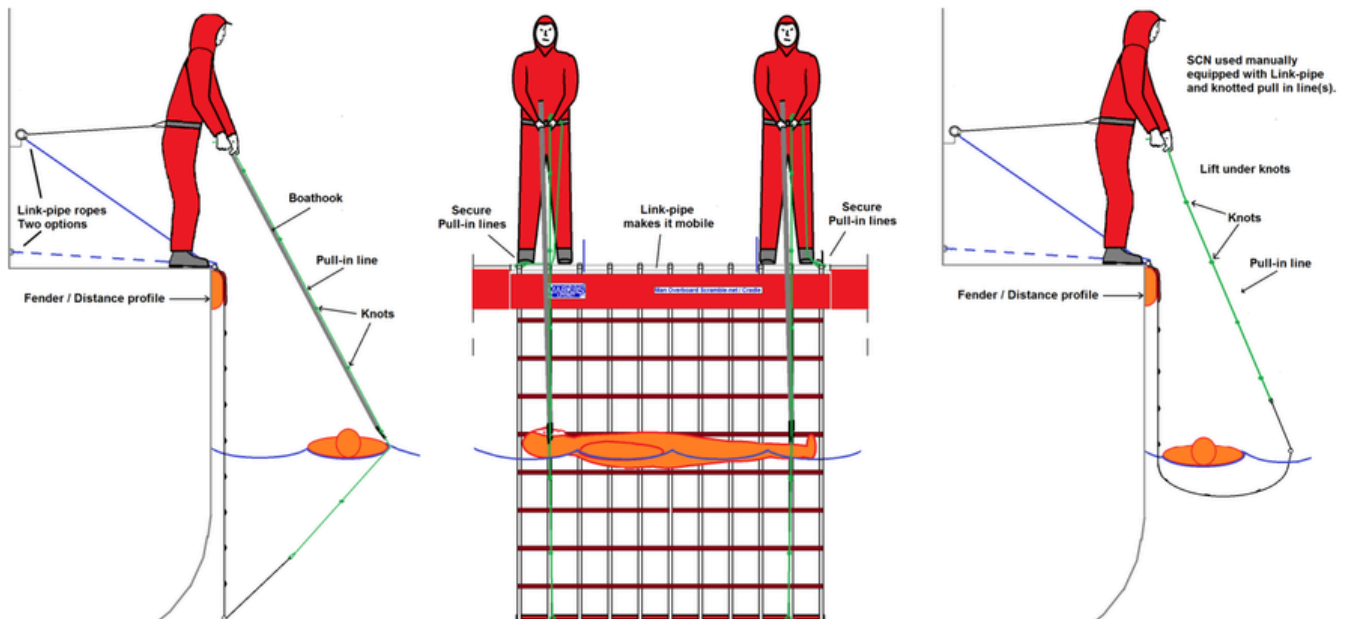 Link-pipe ropes
Two options
Boathook
Pull-in line
Knots
Fender / Distance profile
Secure
Pull-in lines
Link-pipe
makes it mobile
Secure
Pull-in lines
Man Overboard Scramble net / Cradle
SCN used manually
equipped with Link-pipe
and knotted pull in line(s).
Lift under knots
Knots
Pull-in line
Fender / Distance profile